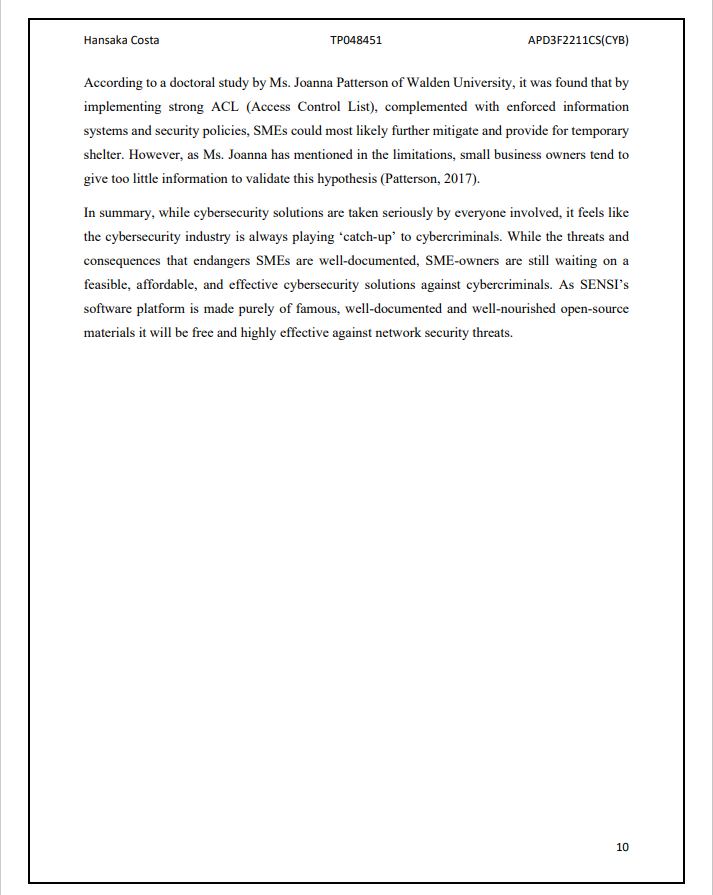 Hansaka Costa TP048451 APD3F2211CS(CYB)
According to a doctoral study by Ms. Joanna Patterson of Walden University, it was found that by
implementing strong ACL (Access Control List), complemented with enforced information
systems and security policies, SMEs could most likely further mitigate and provide for temporary
shelter. However, as Ms. Joanna has mentioned in the limitations, small business owners tend to
give too little information to validate this hypothesis (Patterson, 2017).
In summary, while cybersecurity solutions are taken seriously by everyone involved, it feels like
the cybersecurity industry is always playing ‘catch-up’ to cybercriminals. While the threats and
consequences that endangers SMEs are well-documented, SME-owners are still waiting on a
feasible, affordable, and effective cybersecurity solutions against cybercriminals. As SENSI’s
software platform is made purely of famous, well-documented and well-nourished open-source
materials it will be free and highly effective against network security threats.
10